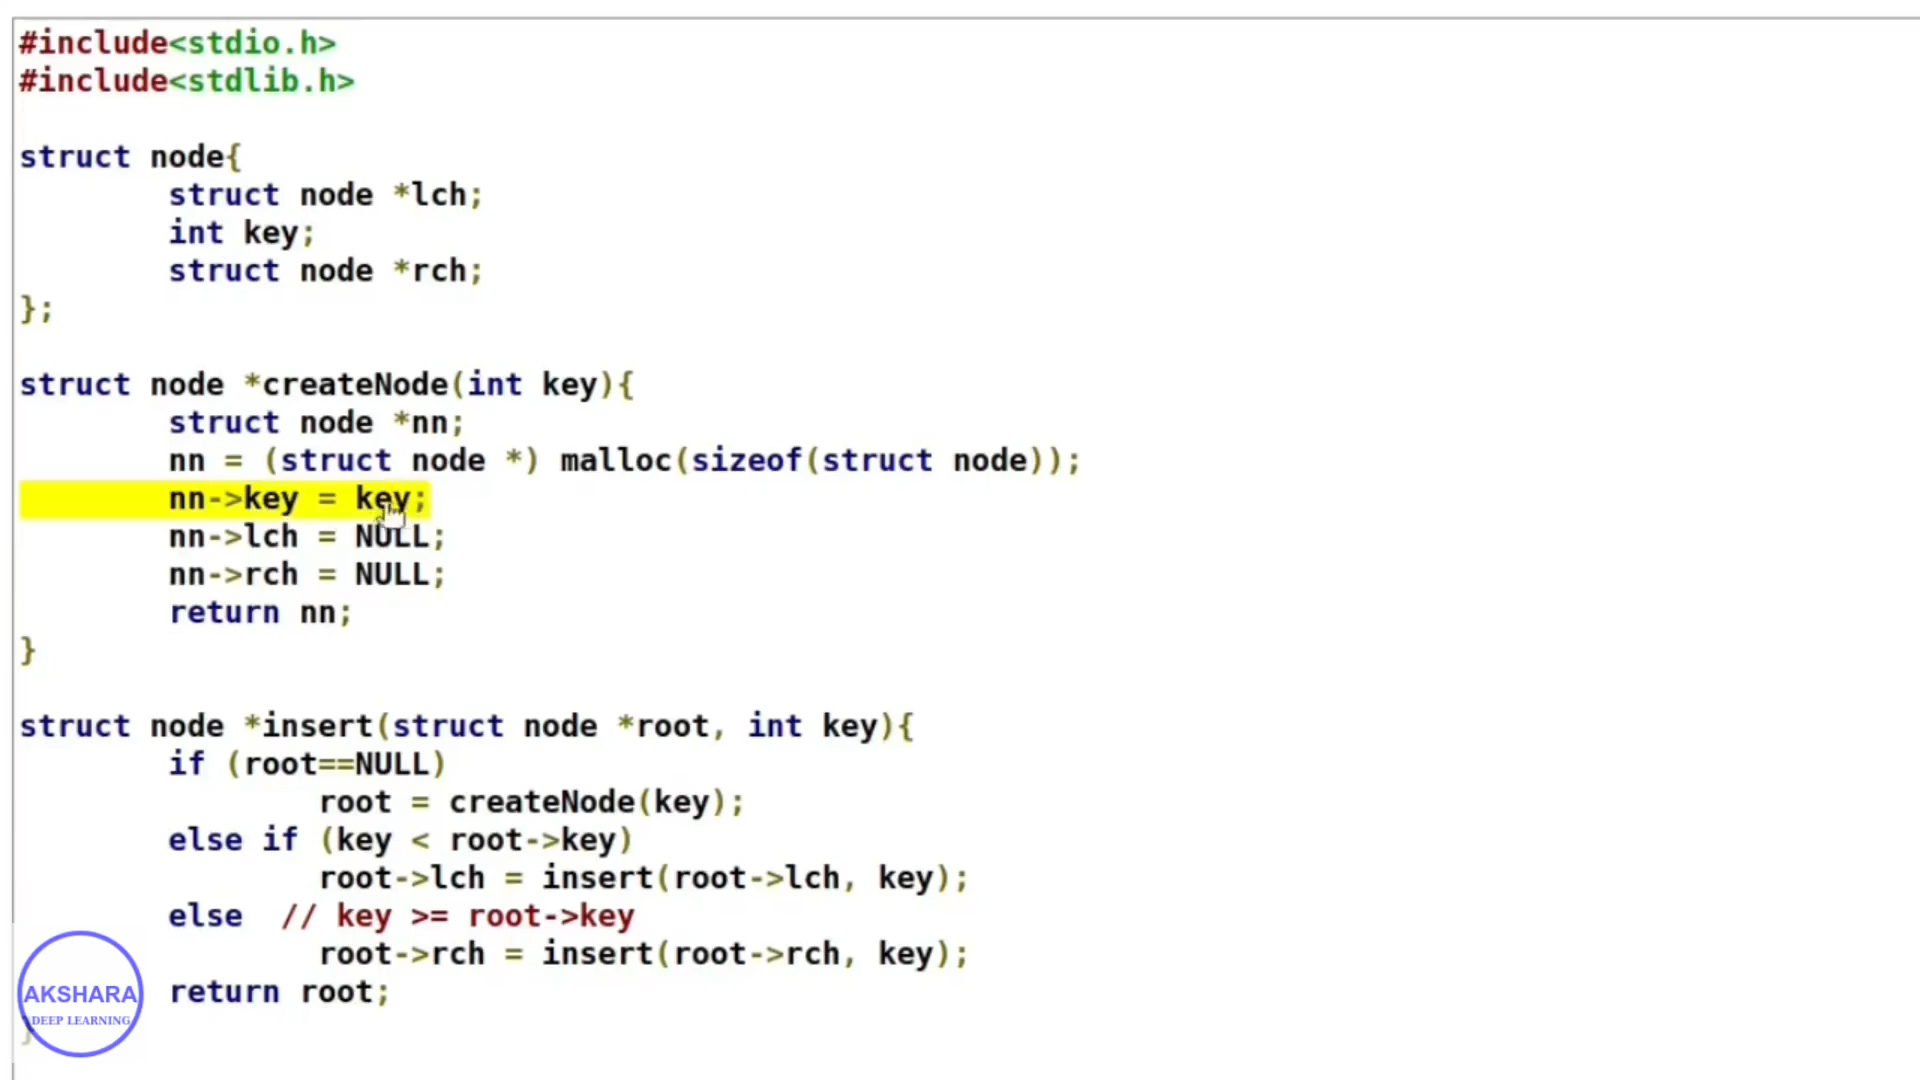 #include<stdio.h>
#include<stdlib.h>
struct node{
struct node *lch;
int key;
struct node *rch;
};
struct node *createNode(int key){
struct node *nn;
nn = (struct node *) malloc(sizeof(struct node));
nn->key = key;
nn->lch = NULL;
nn->rch = NULL;
return nn;
}
struct node *insert(struct node *root, int key){
if (root==NULL)
root = createNode(key);
else if (key < root->key)
root->lch = insert(root->lch, key);
else // key >= root->key
root->rch = insert(root->rch, key);
return root;
}
AKSHARA
DEEP LEARNING